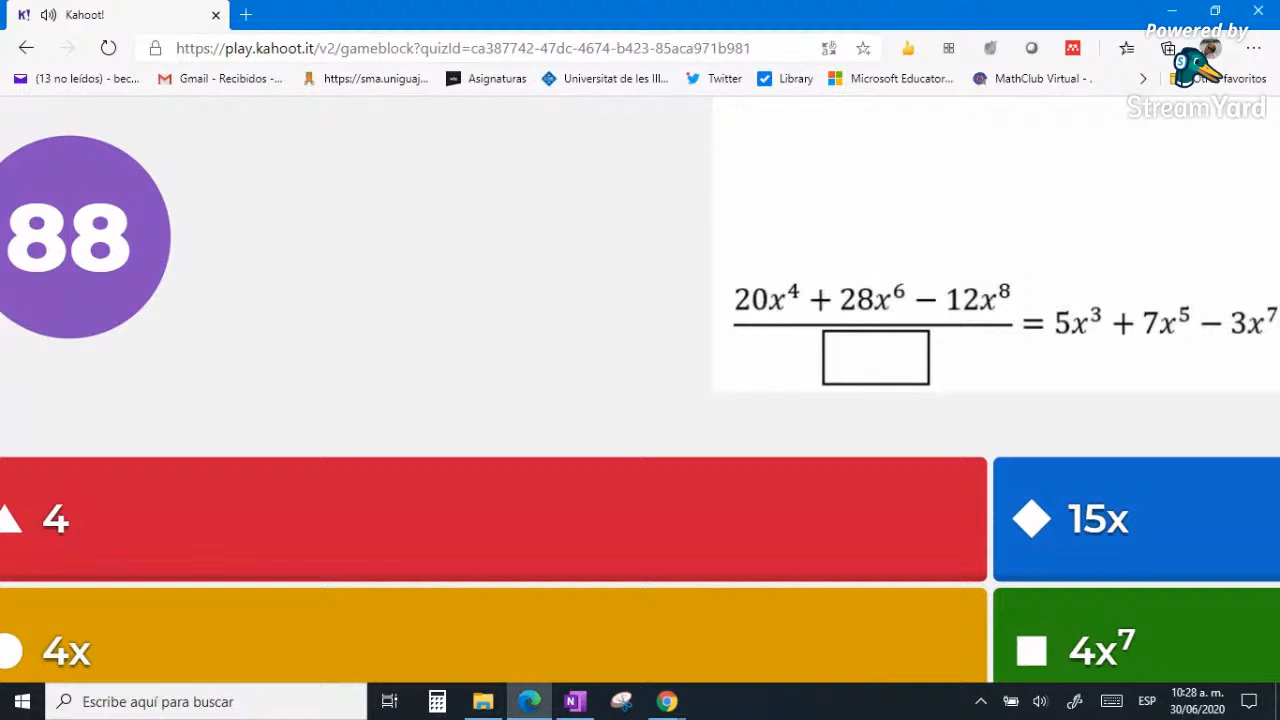 Kahoot!
Powered by
https://play.kahoot.it/v2/gameblock?quizId=ca387742-47dc-4674-b423-85aca971b981
(13 no leídos) - bec...
Gmail - Recibidos -...
https://sma.uniguaj...
Asignaturas
Universitat de les Ill...
Twitter
Library
Microsoft Educator...
MathClub Virtual - .
favoritos
StreamYard
88
20x⁴ + 28x⁶ − 12x⁸
= 5x³ + 7x⁵ − 3x⁷
4
15x
4x
4x⁷
Escribe aquí para buscar
ESP
10:28 a. m.
30/06/2020